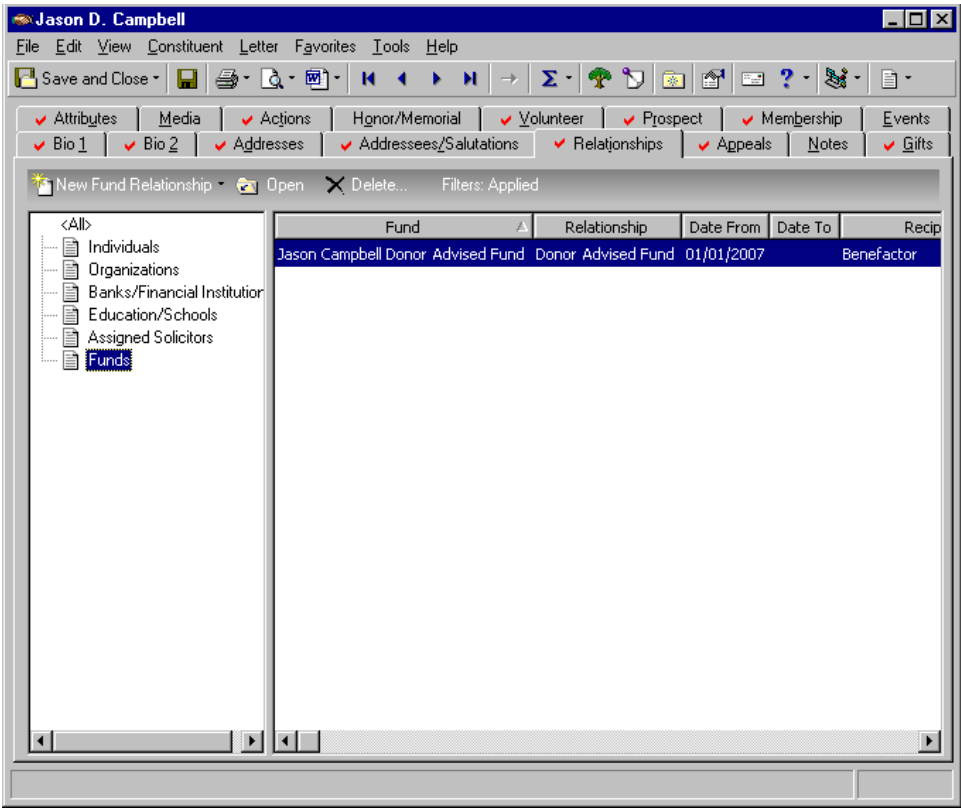 Jason D. Campbell
File Edit View Constituent Letter Favorites Tools Help
Save and Close
Attributes Media Actions Honor/Memorial Volunteer Prospect Membership Events
Bio 1 Bio 2 Addresses Addressees/Salutations Relationships Appeals Notes Gifts
New Fund Relationship Open Delete... Filters: Applied
<All>
Individuals
Organizations
Banks/Financial Institution
Education/Schools
Assigned Solicitors
Funds
Fund Relationship Date From Date To Recip
Jason Campbell Donor Advised Fund Donor Advised Fund 01/01/2007 Benefactor